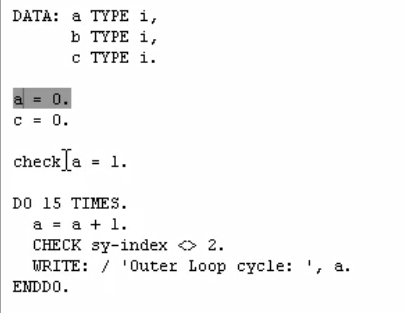 DATA: a TYPE i,
b TYPE i,
c TYPE i.
a = 0.
c = 0.
check a = 1.
DO 15 TIMES.
a = a + 1.
CHECK sy-index <> 2.
WRITE: / 'Outer Loop cycle: ', a.
ENDDO.